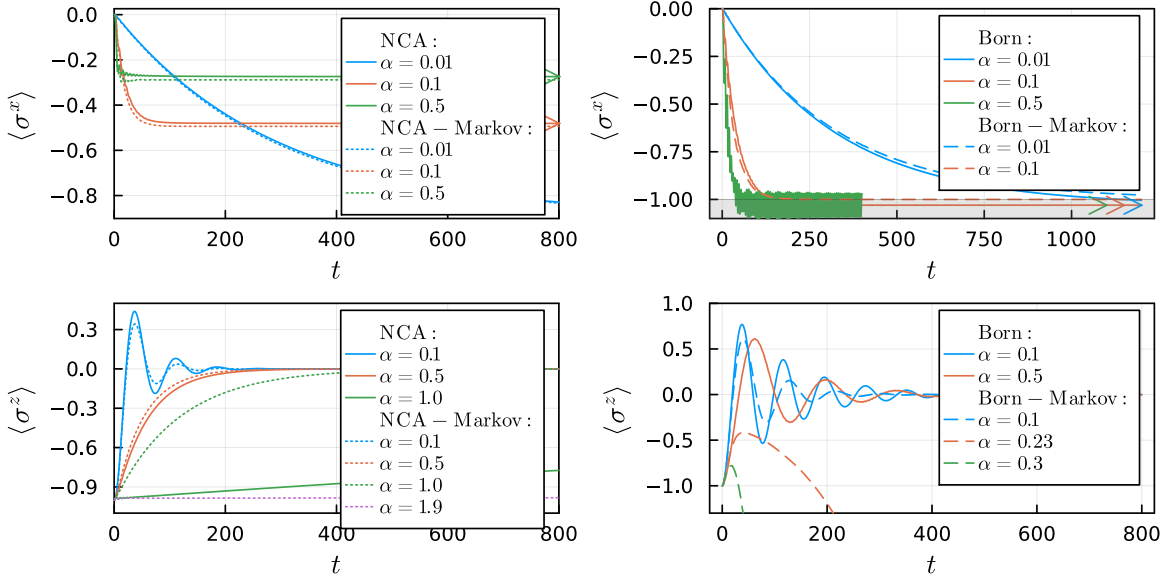 0.0
−0.2
−0.4
−0.6
−0.8
⟨σˣ⟩
0 200 400 600 800
t
NCA :
α = 0.01
α = 0.1
α = 0.5
NCA − Markov :
α = 0.01
α = 0.1
α = 0.5
0.00
−0.25
−0.50
−0.75
−1.00
⟨σˣ⟩
0 250 500 750 1000
t
Born :
α = 0.01
α = 0.1
α = 0.5
Born − Markov :
α = 0.01
α = 0.1
0.3
0.0
−0.3
−0.6
−0.9
⟨σᶻ⟩
0 200 400 600 800
t
NCA :
α = 0.1
α = 0.5
α = 1.0
NCA − Markov :
α = 0.1
α = 0.5
α = 1.0
α = 1.9
1.0
0.5
0.0
−0.5
−1.0
⟨σᶻ⟩
0 200 400 600 800
t
Born :
α = 0.1
α = 0.5
Born − Markov :
α = 0.1
α = 0.23
α = 0.3